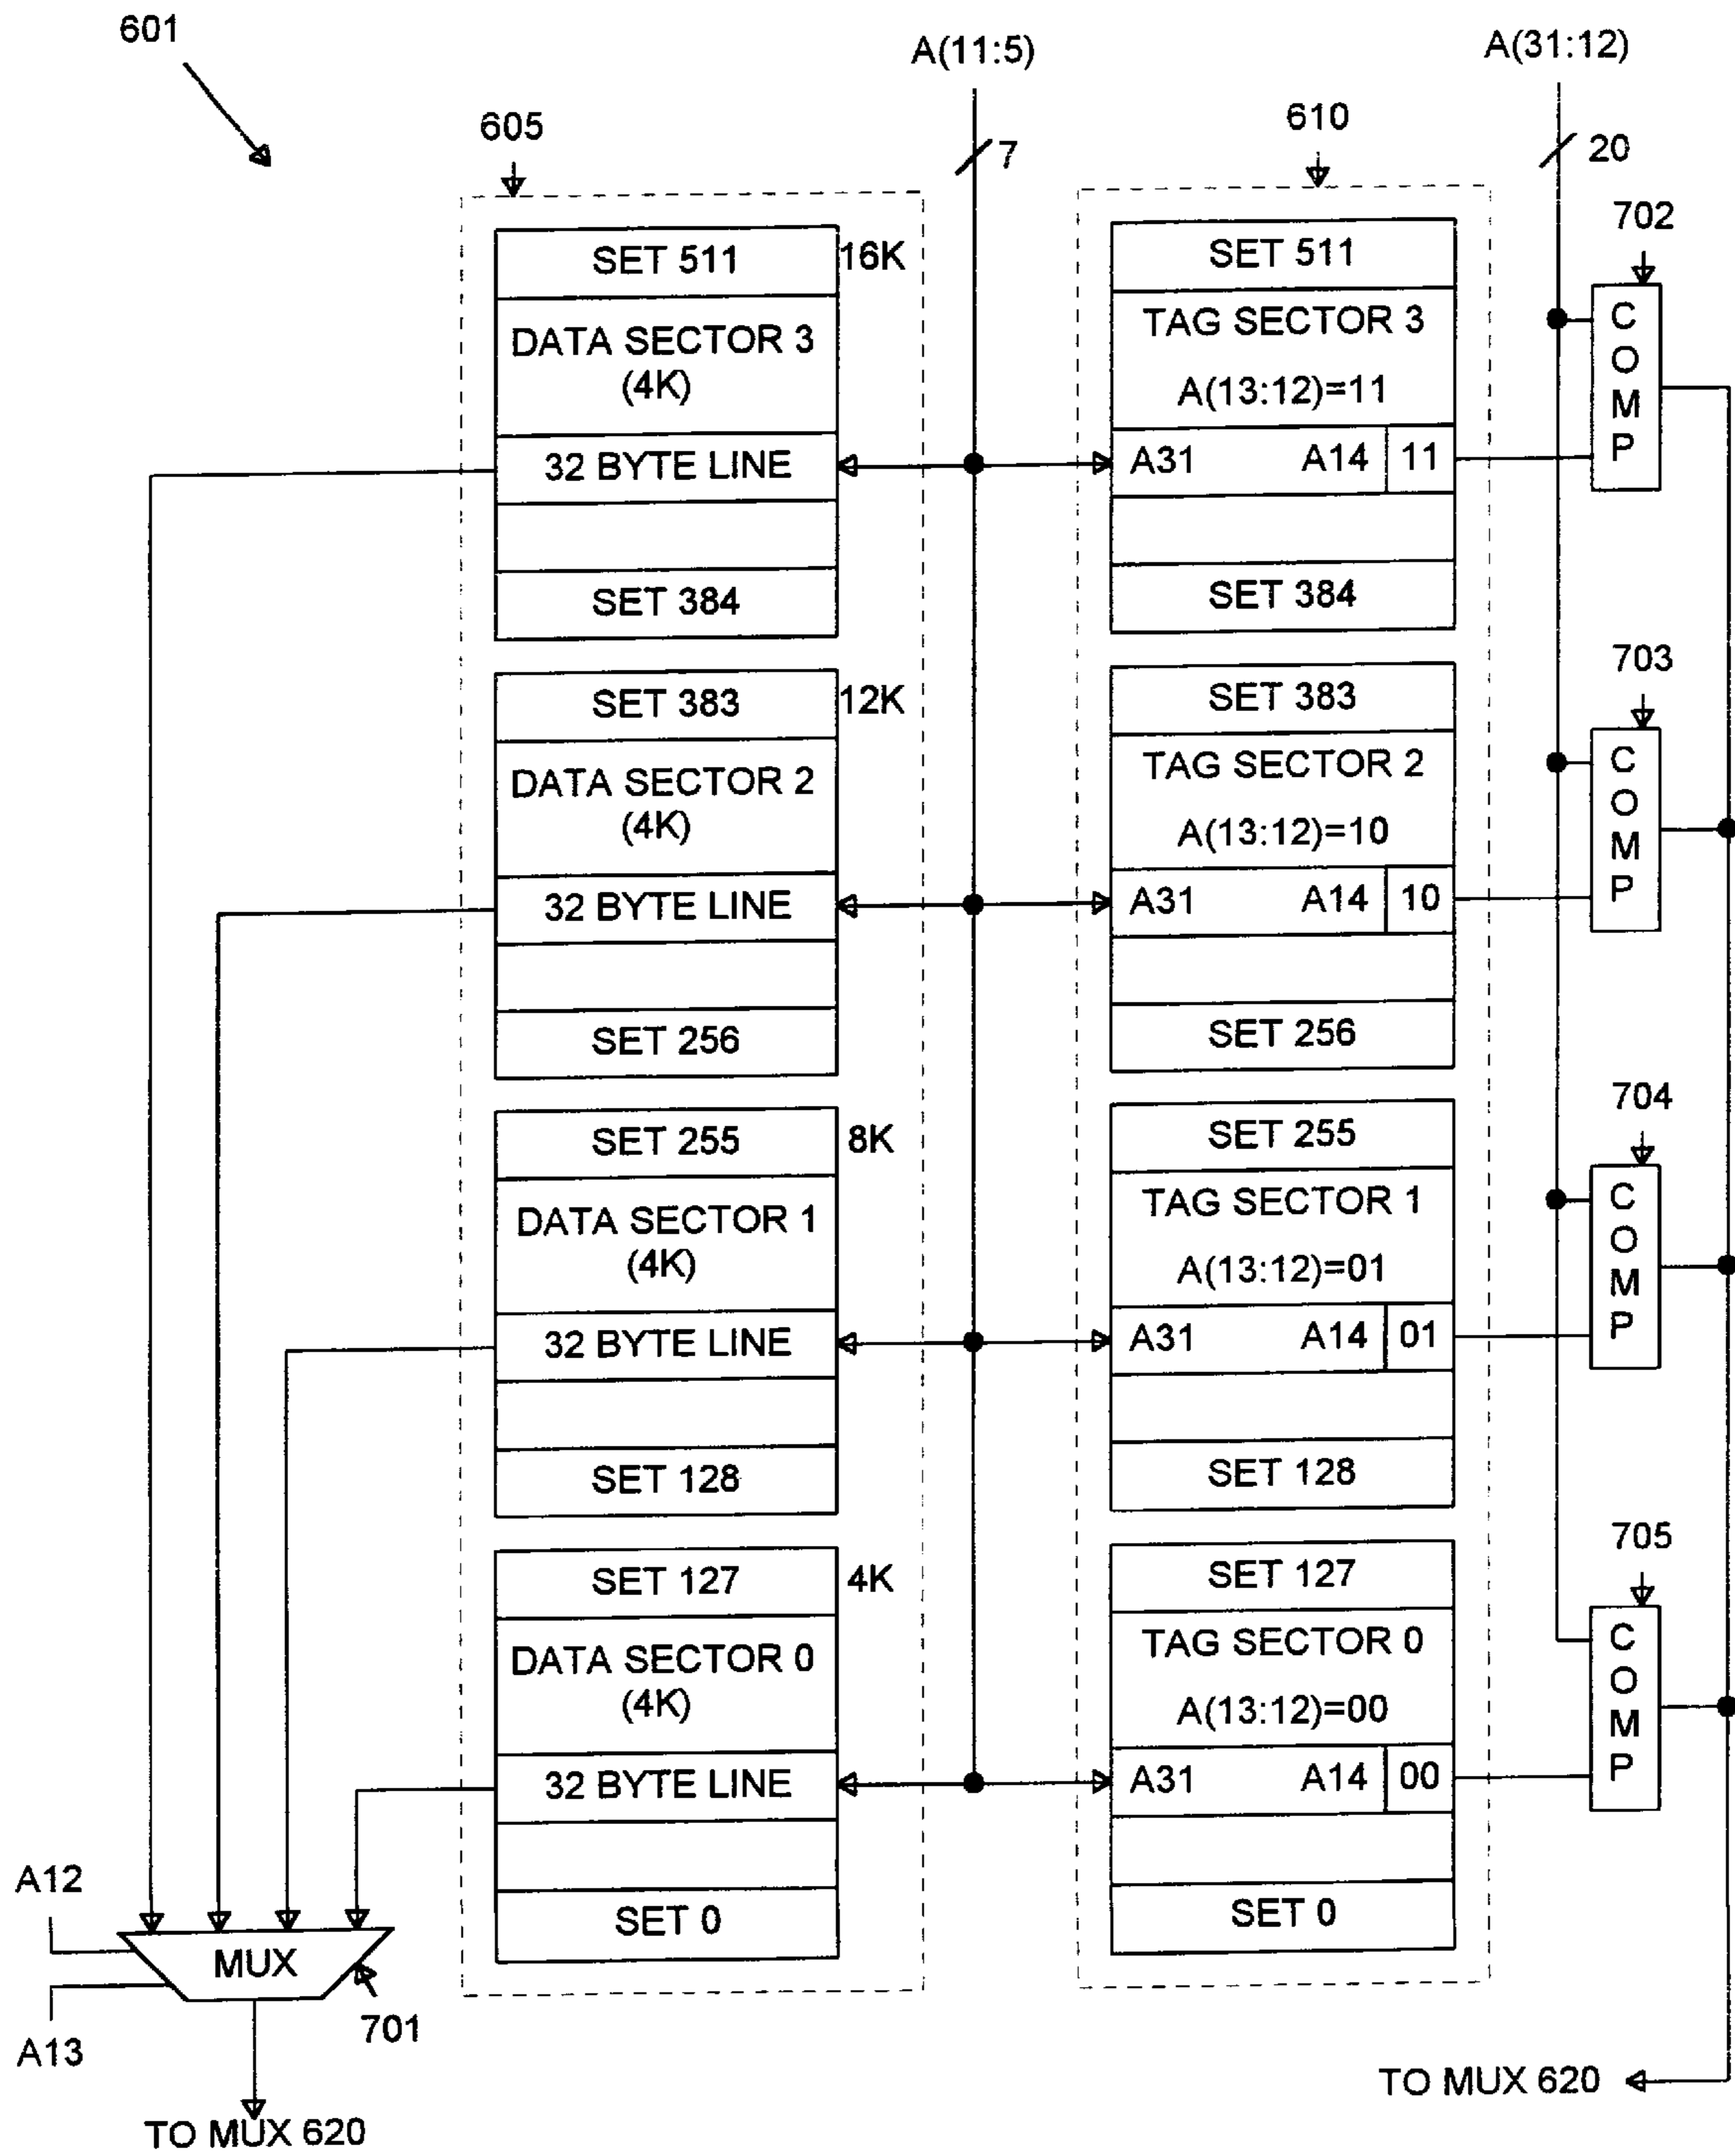 601
A(11:5)
A(31:12)
605
7
610
20
702
SET 511
16K
DATA SECTOR 3
(4K)
32 BYTE LINE
SET 384
SET 511
TAG SECTOR 3
A(13:12)=11
A31 A14 11
SET 384
C
O
M
P
703
SET 383
12K
DATA SECTOR 2
(4K)
32 BYTE LINE
SET 256
SET 383
TAG SECTOR 2
A(13:12)=10
A31 A14 10
SET 256
C
O
M
P
704
SET 255
8K
DATA SECTOR 1
(4K)
32 BYTE LINE
SET 128
SET 255
TAG SECTOR 1
A(13:12)=01
A31 A14 01
SET 128
C
O
M
P
705
SET 127
4K
DATA SECTOR 0
(4K)
32 BYTE LINE
SET 0
SET 127
TAG SECTOR 0
A(13:12)=00
A31 A14 00
SET 0
C
O
M
P
A12
MUX
A13
701
TO MUX 620
TO MUX 620